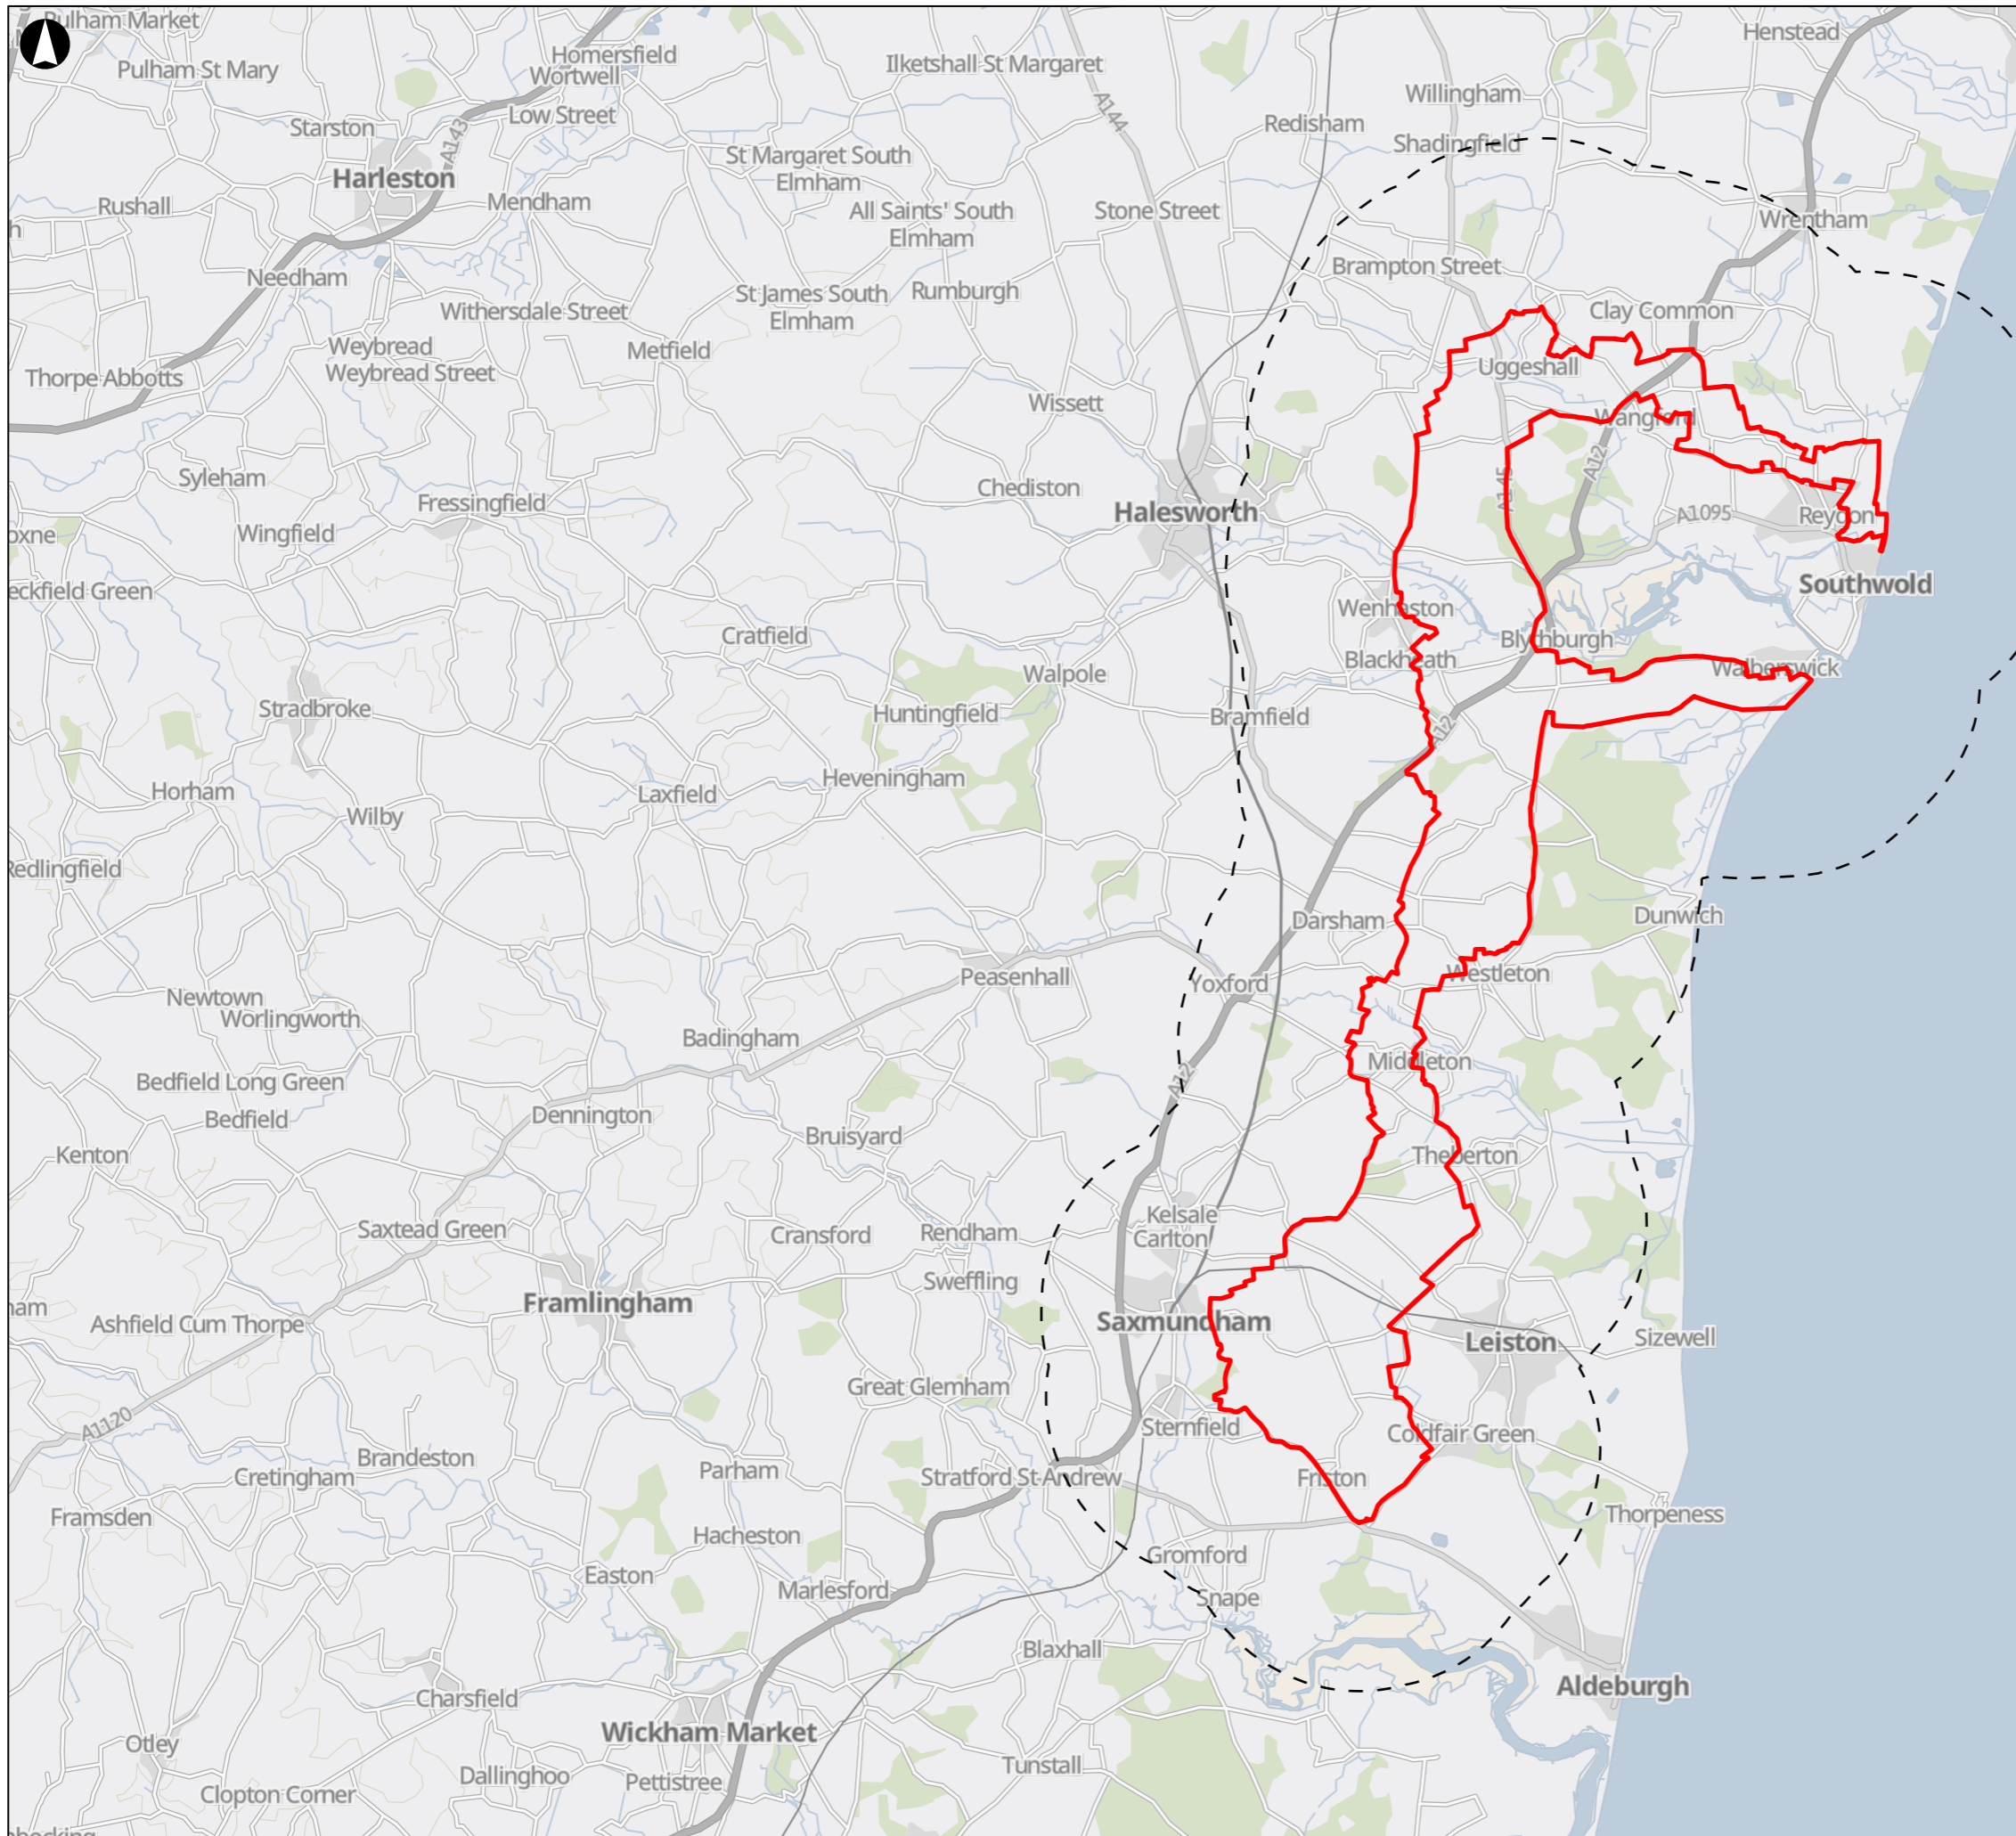 Pulham Market
Henstead
Homersfield
Ilketshall St Margaret
Pulham St Mary
Wortwell
Willingham
A144
Low Street
Starston
Redisham
A143
Shadingfield
St Margaret South
Elmham
Harleston
Rushall
Mendham
All Saints' South
Elmham
Stone Street
Wrentham
Needham
Brampton Street
St James South
Elmham
Rumburgh
Withersdale Street
Clay Common
Weybread
Metfield
Weybread Street
Uggeshall
Thorpe Abbotts
Wissett
Wangford
A12
Syleham
Chediston
A145
Fressingfield
Halesworth
A1095
Reydon
Wingfield
Southwold
Wenhaston
Cratfield
Blythburgh
Blackheath
Walberswick
Walpole
Stradbroke
Huntingfield
Bramfield
A12
Heveningham
Horham
Laxfield
Wilby
Redlingfield
Darsham
Dunwich
Peasenhall
Yoxford
Westleton
Newtown
Worlingworth
Badingham
Middleton
A12
Bedfield Long Green
Bedfield
Dennington
Bruisyard
Kenton
Theberton
Kelsale
Carlton
Saxtead Green
Cransford
Rendham
Sweffling
Framlingham
Ashfield Cum Thorpe
Saxmundham
Leiston
Sizewell
Great Glemham
A1120
Sternfield
Coldfair Green
Brandeston
Cretingham
Parham
Stratford St Andrew
Friston
Framsden
Hacheston
Thorpeness
Gromford
Easton
Marlesford
Snape
Blaxhall
Aldeburgh
Charsfield
Wickham Market
Otley
Tunstall
Dallinghoo
Pettistree
Clopton Corner